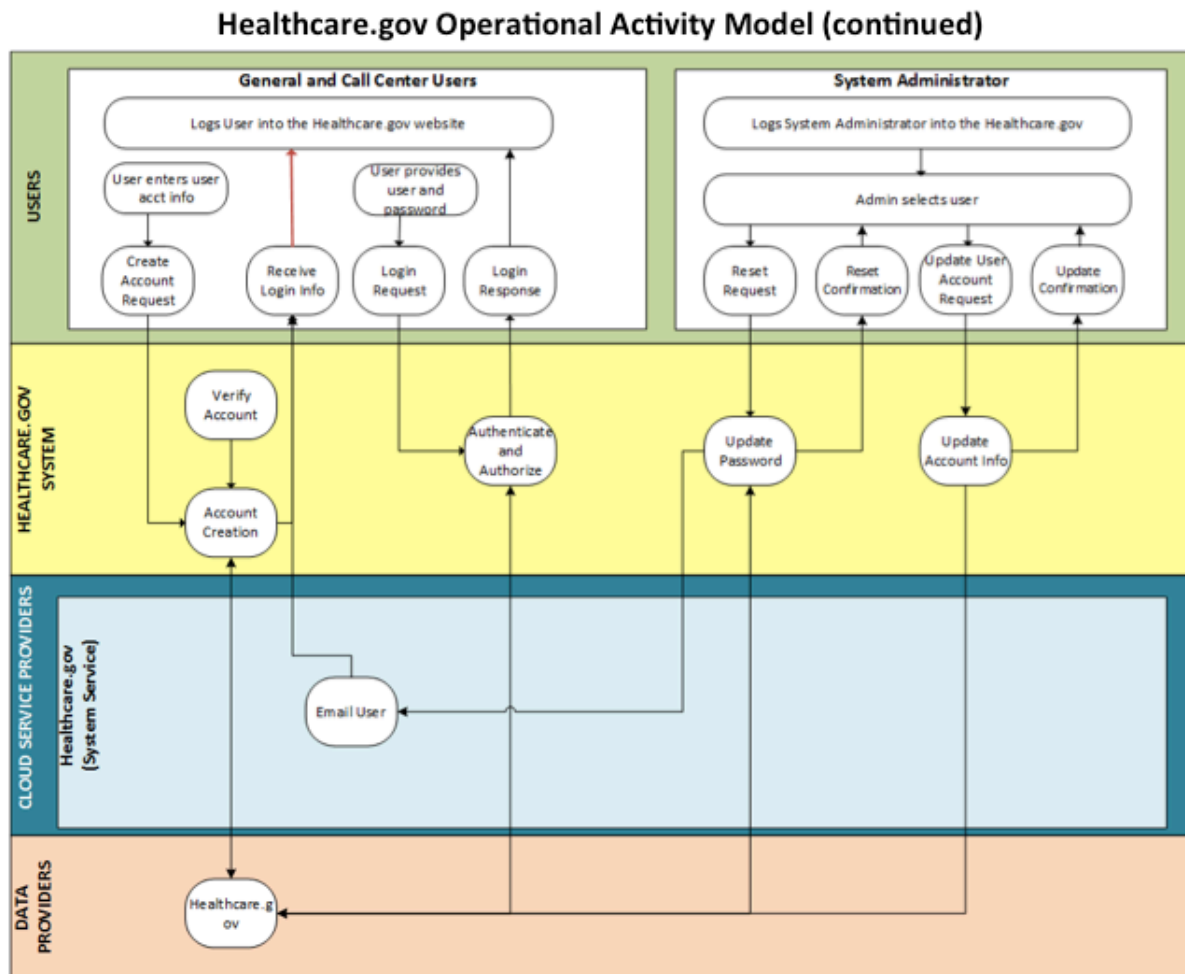 Healthcare.gov Operational Activity Model (continued)
USERS
General and Call Center Users
Logs User into the Healthcare.gov website
User enters user
acct info
User provides
user and
password
Create
Account
Request
Receive
Login Info
Login
Request
Login
Response
System Administrator
Logs System Administrator into the Healthcare.gov
Admin selects user
Reset
Request
Reset
Confirmation
Update User
Account
Request
Update
Confirmation
HEALTHCARE.GOV
SYSTEM
Verify
Account
Account
Creation
Authenticate
and
Authorize
Update
Password
Update
Account Info
CLOUD SERVICE PROVIDERS
Healthcare.gov
(System Service)
Email User
DATA
PROVIDERS
Healthcare.g
ov